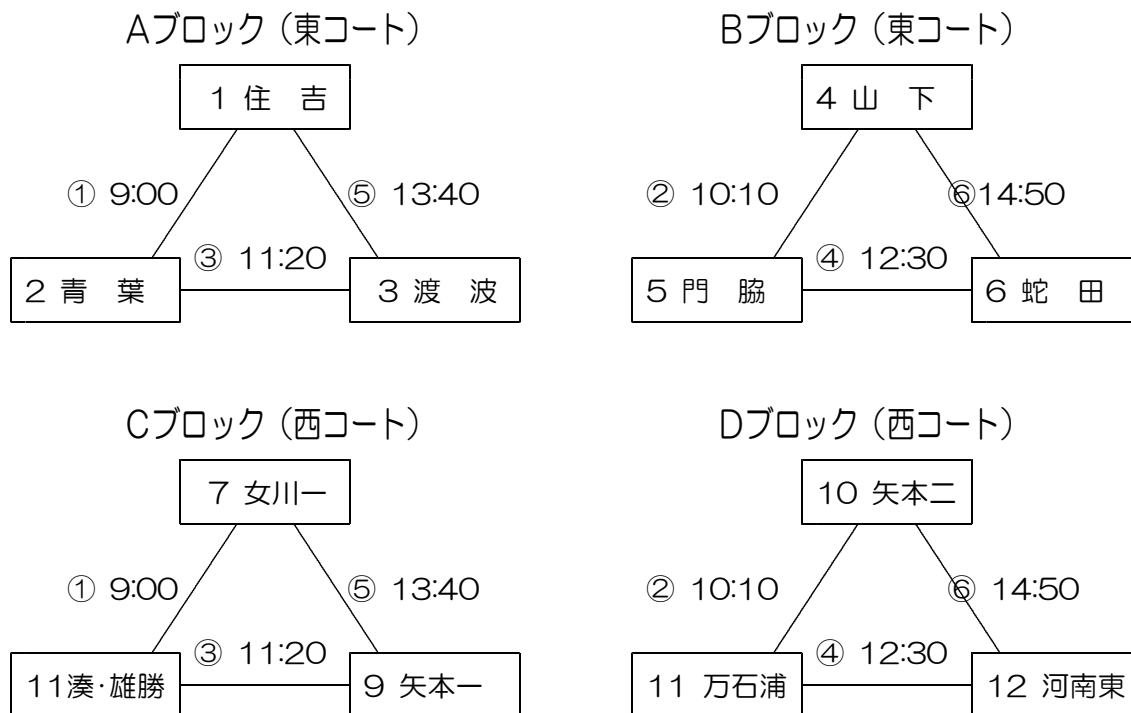 Aブロック（東コート）
1 住　吉
① 9:00
⑤ 13:40
③ 11:20
2 青　葉
3 渡　波
Bブロック（東コート）
4 山　下
② 10:10
⑥14:50
④ 12:30
5 門　脇
6 蛇　田
Cブロック（西コート）
7 女川一
① 9:00
⑤ 13:40
③ 11:20
11湊・雄勝
9 矢本一
Dブロック（西コート）
10 矢本二
② 10:10
⑥ 14:50
④ 12:30
11 万石浦
12 河南東